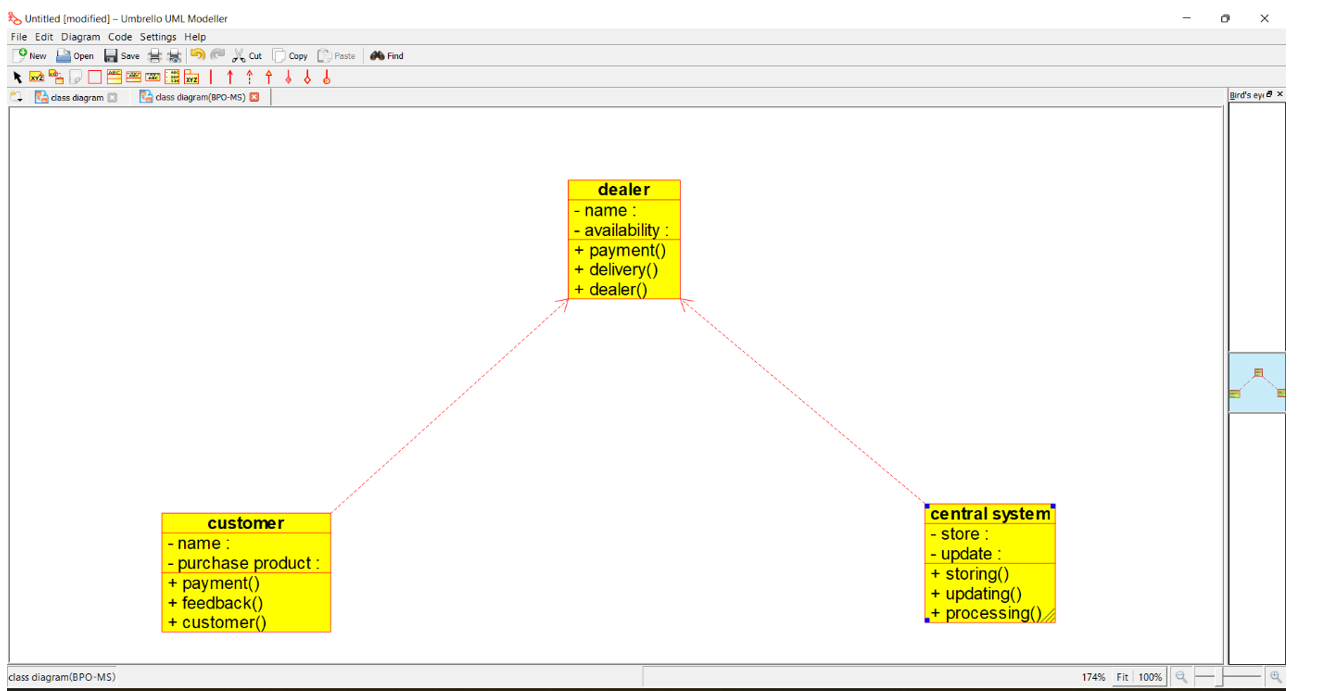 Untitled [modified] – Umbrello UML Modeller
File Edit Diagram Code Settings Help
New Open Save Cut Copy Paste Find
class diagram class diagram(BPO-MS) Bird's eye
dealer
- name :
- availability :
+ payment()
+ delivery()
+ dealer()
customer
- name :
- purchase product :
+ payment()
+ feedback()
+ customer()
central system
- store :
- update :
+ storing()
+ updating()
+ processing()
class diagram(BPO-MS) 174% Fit 100%